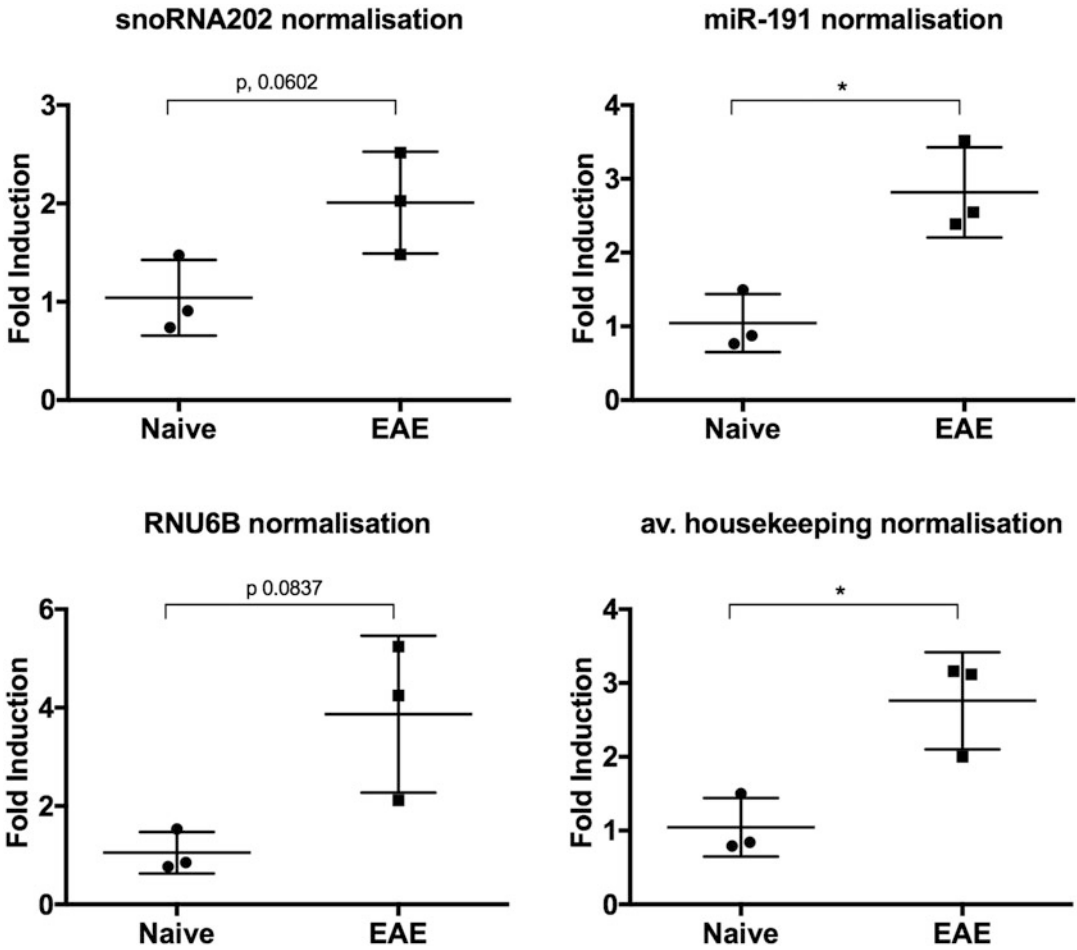 snoRNA202 normalisation
p, 0.0602
3
2
1
0
Fold Induction
Naive
EAE
miR-191 normalisation
*
4
3
2
1
0
Fold Induction
Naive
EAE
RNU6B normalisation
p 0.0837
6
4
2
0
Fold Induction
Naive
EAE
av. housekeeping normalisation
*
4
3
2
1
0
Fold Induction
Naive
EAE